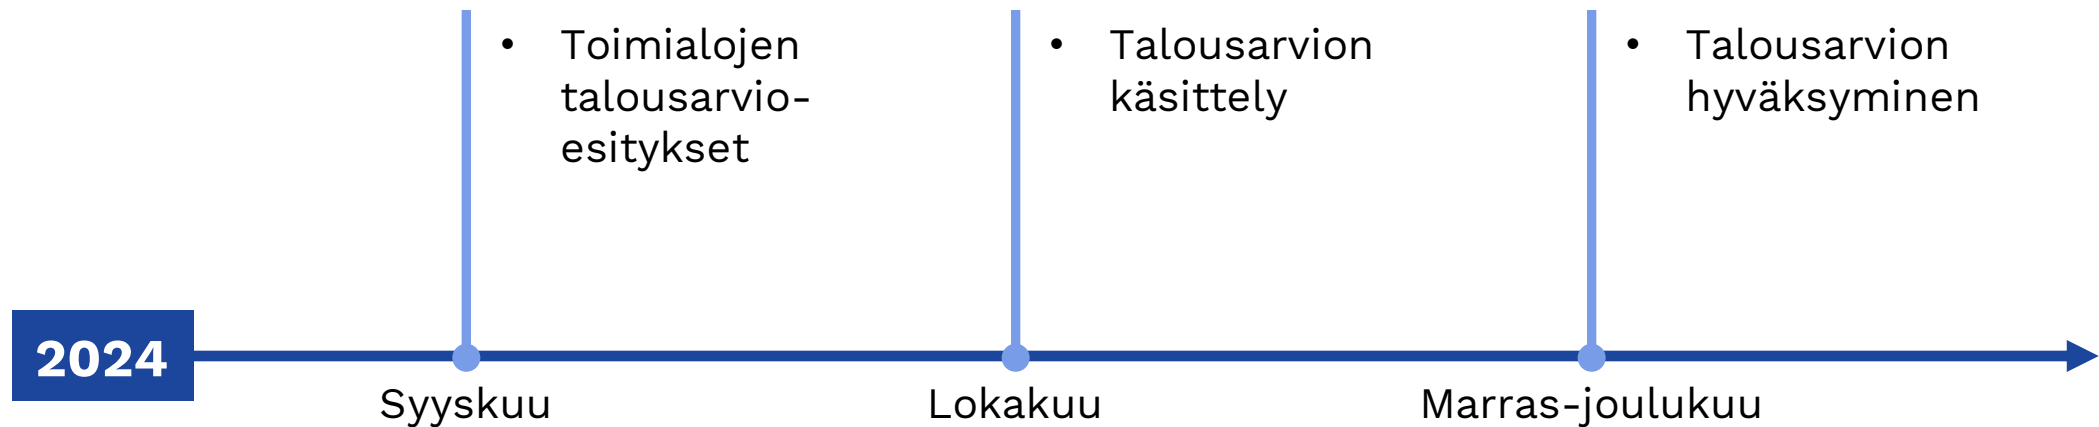 • Toimialojen
talousarvio-
esitykset
• Talousarvion
käsittely
• Talousarvion
hyväksyminen
2024
Syyskuu
Lokakuu
Marras-joulukuu